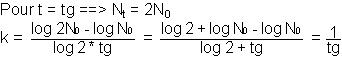 Pour t = tg ==> Nt = 2N0
k = log 2N0 - log N0 / log 2 * tg = log 2 + log N0 - log N0 / log 2 + tg = 1 / tg